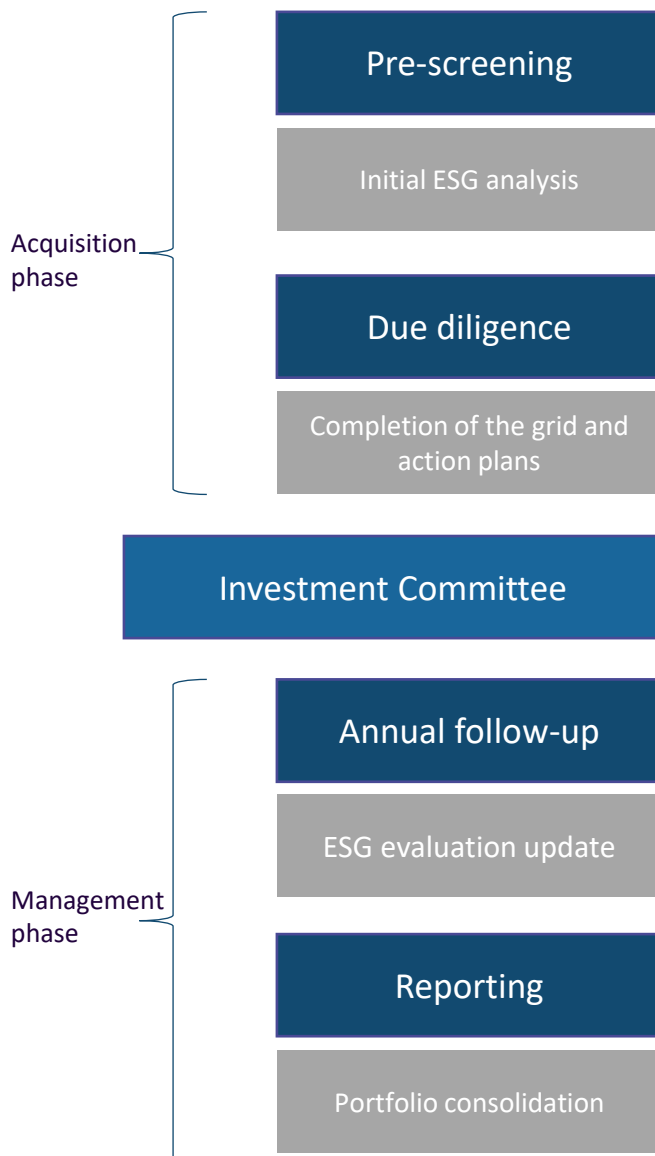 Pre-screening
Initial ESG analysis
Acquisition
phase
Due diligence
Completion of the grid and
action plans
Investment Committee
Annual follow-up
ESG evaluation update
Management
phase
Reporting
Portfolio consolidation